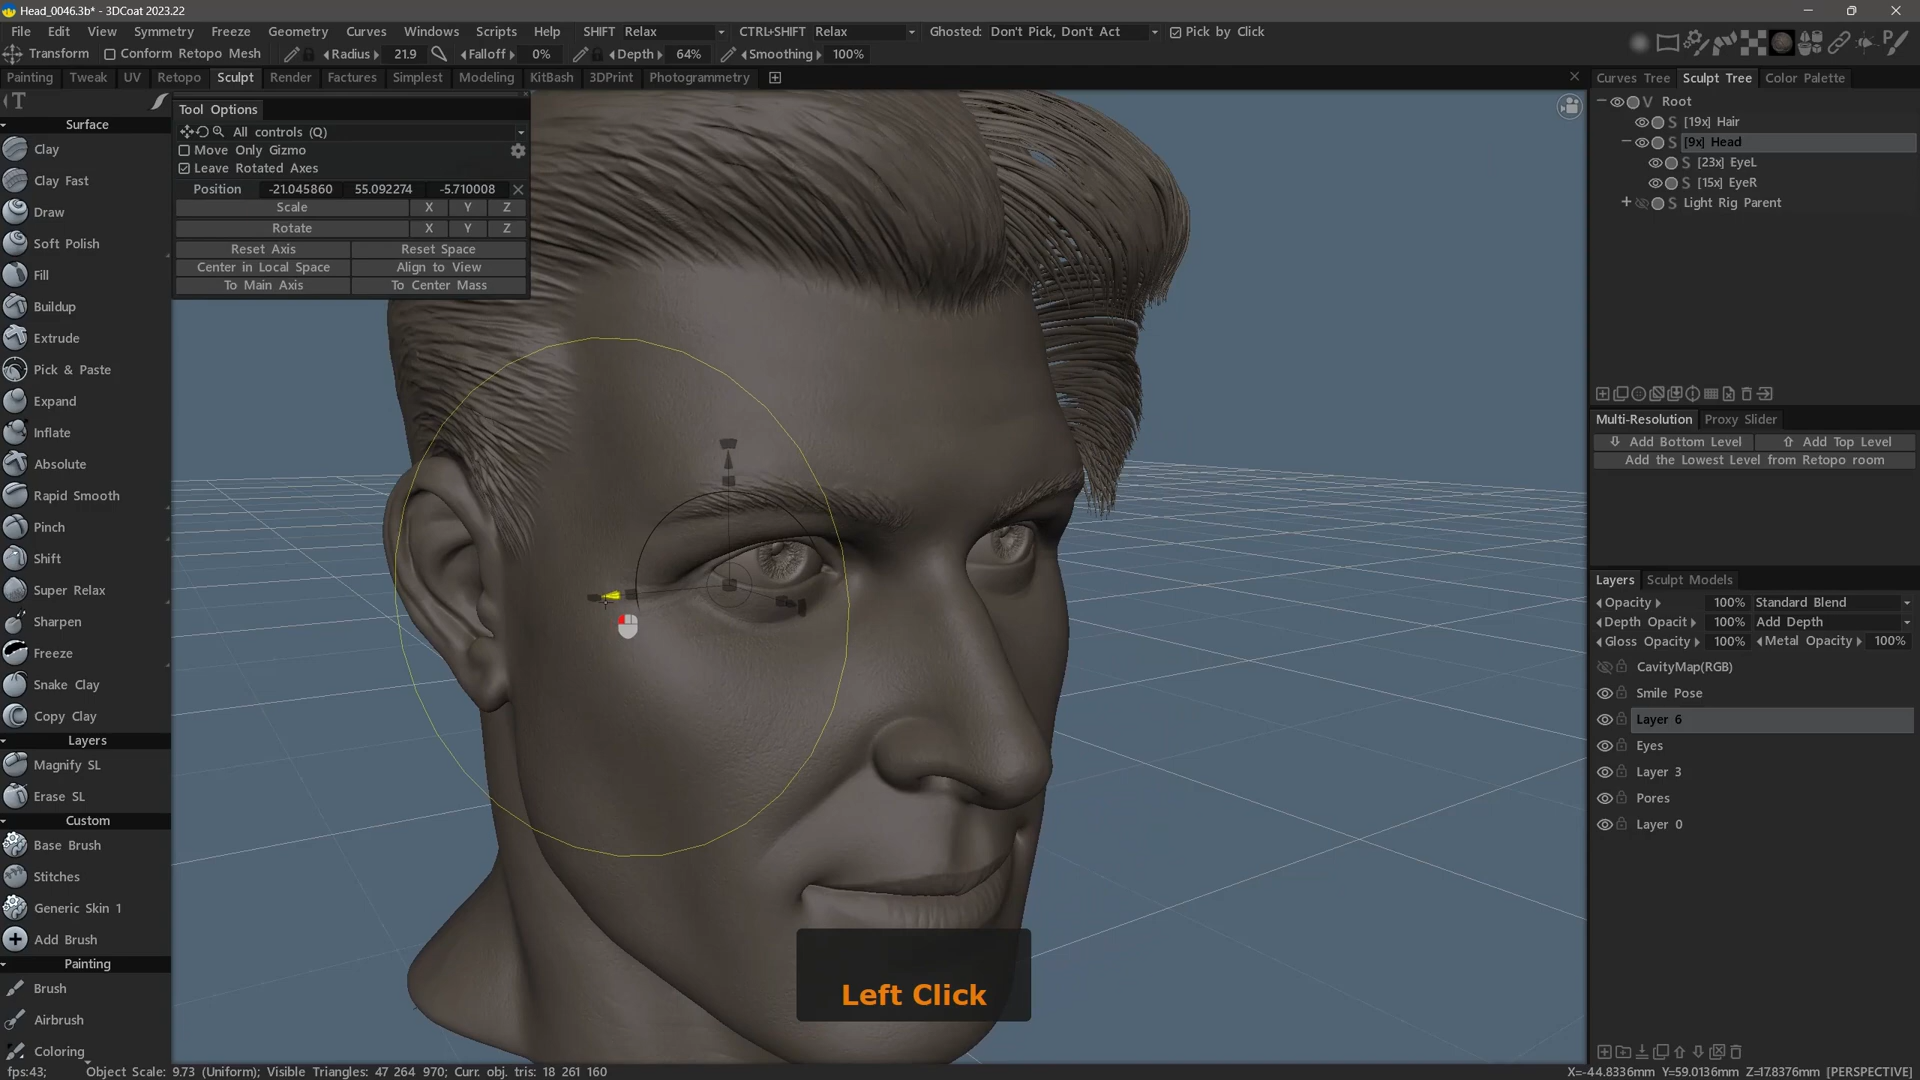 Head_0046.3b* - 3DCoat 2023.22
File Edit View Symmetry Freeze Geometry Curves Windows Scripts Help SHIFT Relax CTRL+SHIFT Relax Ghosted: Don't Pick, Don't Act Pick by Click
Transform Conform Retopo Mesh Radius 21.9 Falloff 0% Depth 64% Smoothing 100%
Painting Tweak UV Retopo Sculpt Render Factures Simplest Modeling KitBash 3DPrint Photogrammetry
Curves Tree Sculpt Tree Color Palette
T
Surface
Clay
Clay Fast
Draw
Soft Polish
Fill
Buildup
Extrude
Pick & Paste
Expand
Inflate
Absolute
Rapid Smooth
Pinch
Shift
Super Relax
Sharpen
Freeze
Snake Clay
Copy Clay
Layers
Magnify SL
Erase SL
Custom
Base Brush
Stitches
Generic Skin 1
Add Brush
Painting
Brush
Airbrush
Coloring
Tool Options
All controls (Q)
Move Only Gizmo
Leave Rotated Axes
Position -21.045860 55.092274 -5.710008
Scale X Y Z
Rotate X Y Z
Reset Axis Reset Space
Center in Local Space Align to View
To Main Axis To Center Mass
Left Click
V Root
S [19x] Hair
S [9x] Head
S [23x] EyeL
S [15x] EyeR
S Light Rig Parent
Multi-Resolution Proxy Slider
Add Bottom Level Add Top Level
Add the Lowest Level from Retopo room
Layers Sculpt Models
Opacity 100% Standard Blend
Depth Opacit 100% Add Depth
Gloss Opacity 100% Metal Opacity 100%
CavityMap(RGB)
Smile Pose
Layer 6
Eyes
Layer 3
Pores
Layer 0
fps:43; Object Scale: 9.73 (Uniform); Visible Triangles: 47 264 970; Curr. obj. tris: 18 261 160
X=-44.8336mm Y=59.0136mm Z=17.8376mm [PERSPECTIVE]